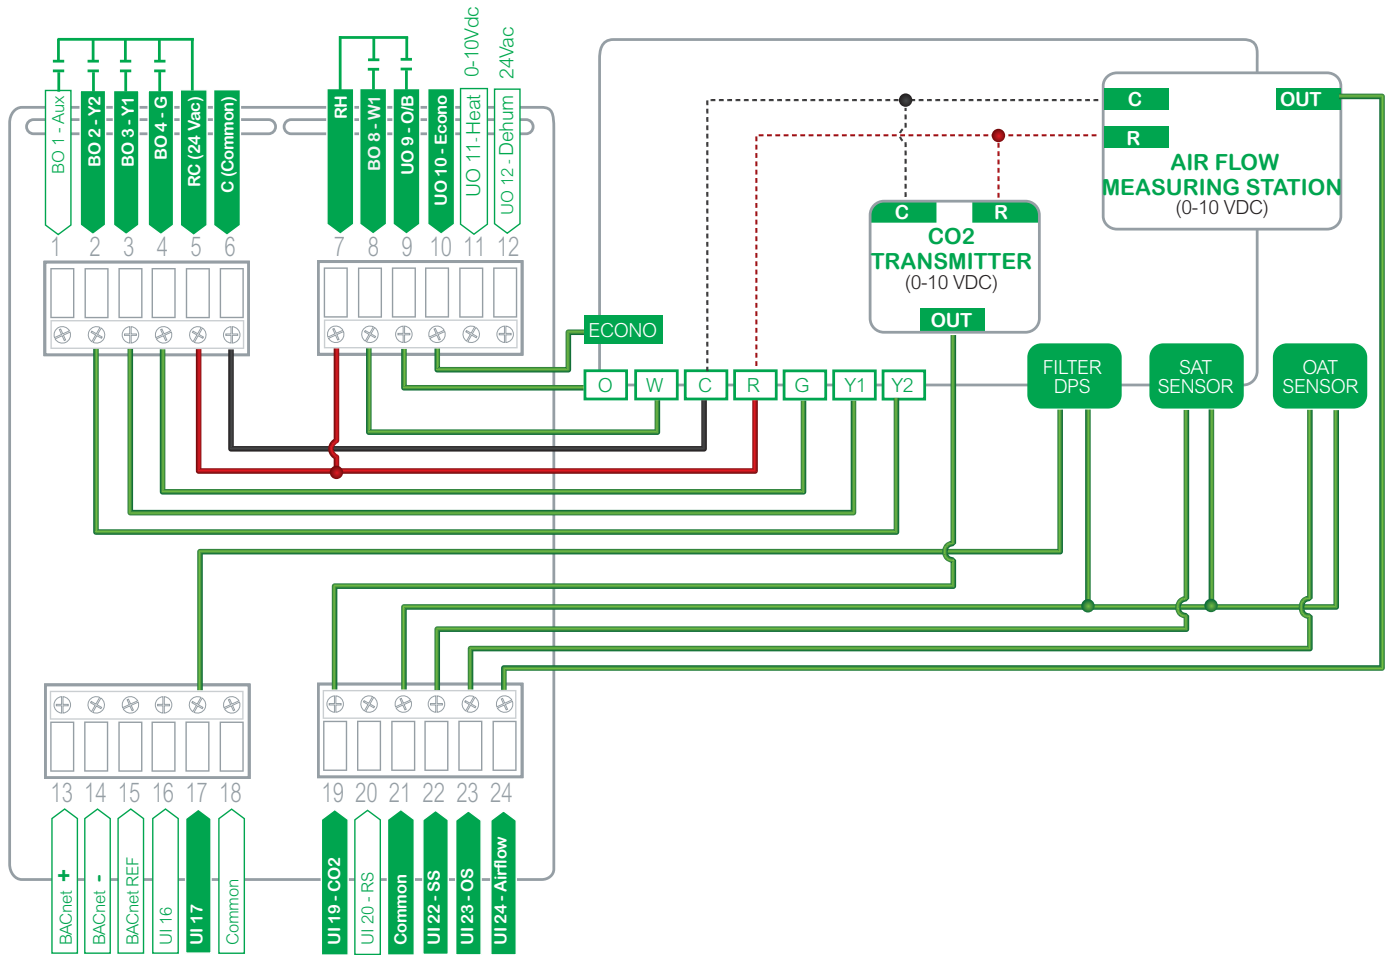 BO 1 - Aux
BO 2 - Y2
BO 3 - Y1
BO 4 - G
RC (24 Vac)
C (Common)
RH
BO 8 - W1
UO 9 - O/B
UO 10 - Econo
UO 11 - Heat
0-10Vdc
UO 12 - Dehum
24Vac
1
2
3
4
5
6
7
8
9
10
11
12
C
R
OUT
AIR FLOW
MEASURING STATION
(0-10 VDC)
C
R
CO2
TRANSMITTER
(0-10 VDC)
OUT
ECONO
O
W
C
R
G
Y1
Y2
FILTER
DPS
SAT
SENSOR
OAT
SENSOR
13
14
15
16
17
18
19
20
21
22
23
24
BACnet +
BACnet -
BACnet REF
UI 16
UI 17
Common
UI 19 - CO2
UI 20 - RS
Common
UI 22 - SS
UI 23 - OS
UI 24 - Airflow